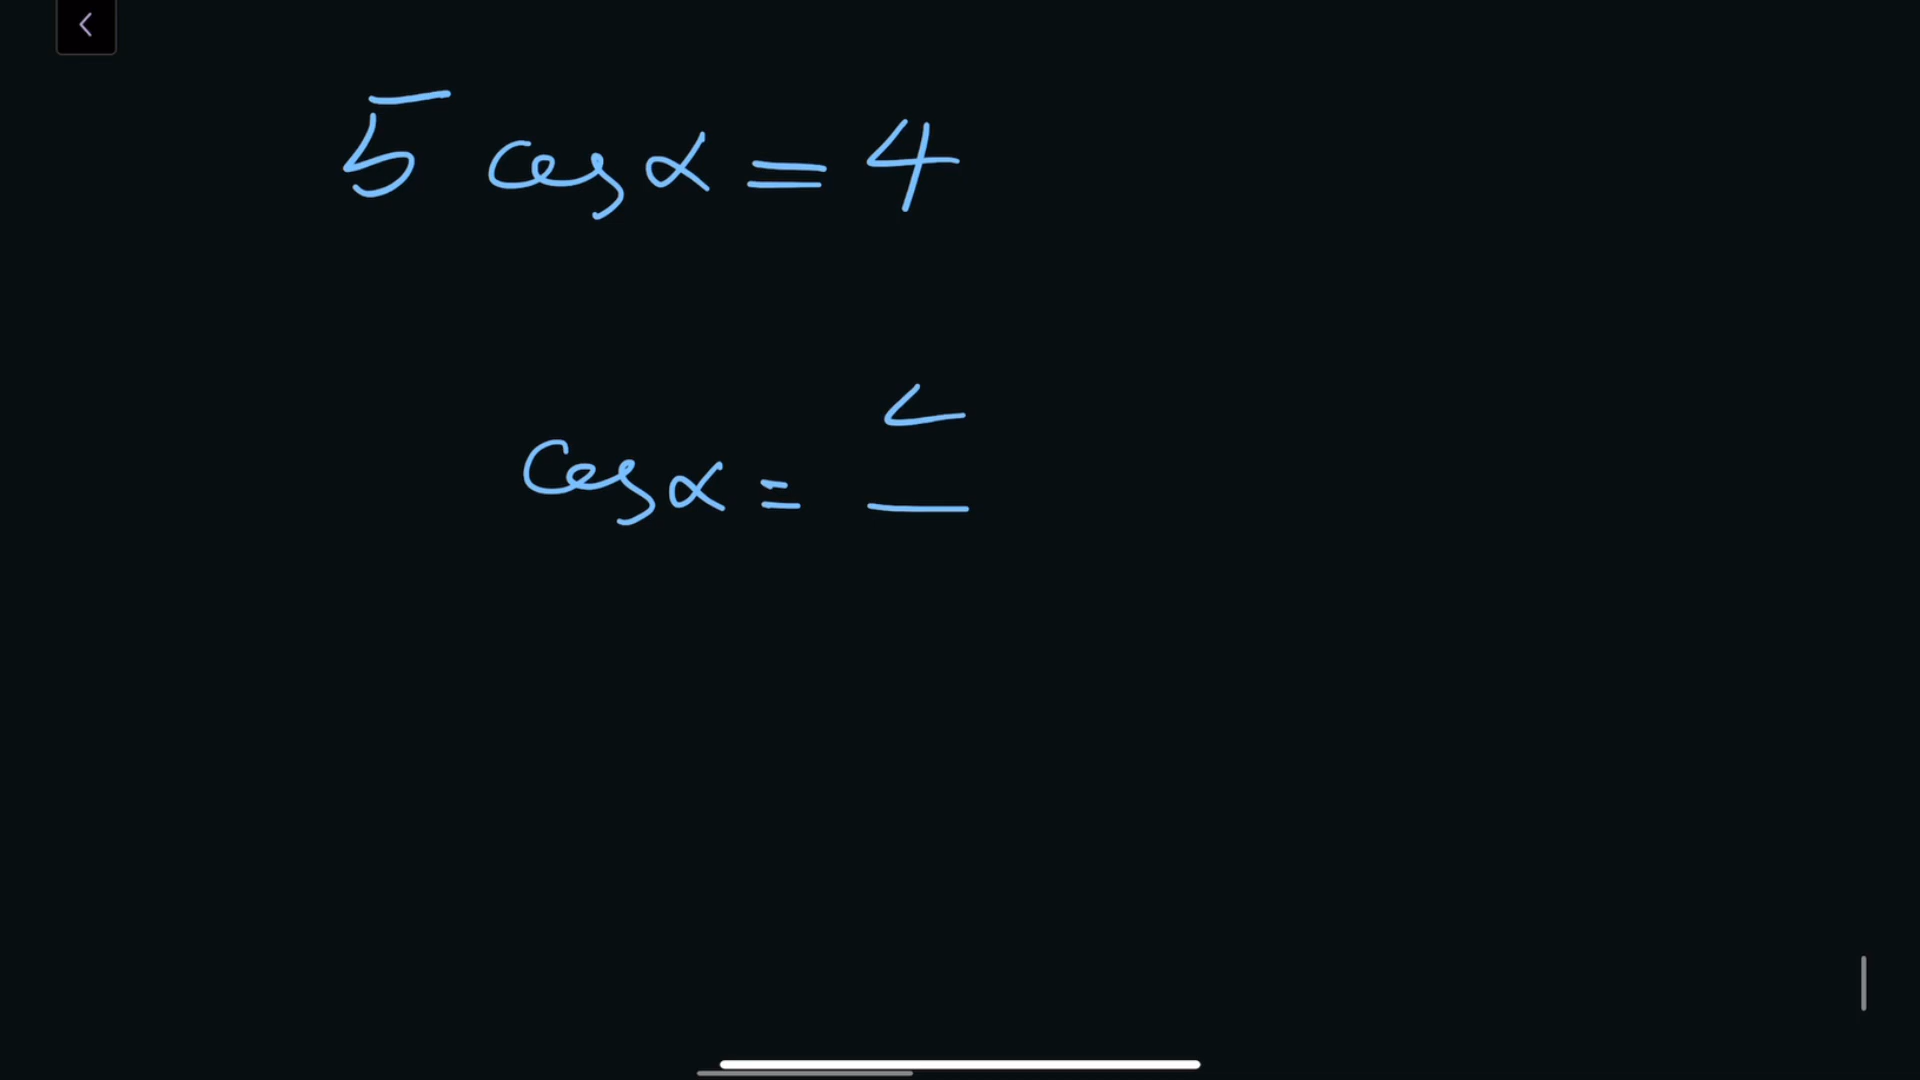 5 cos α = 4
cos α =